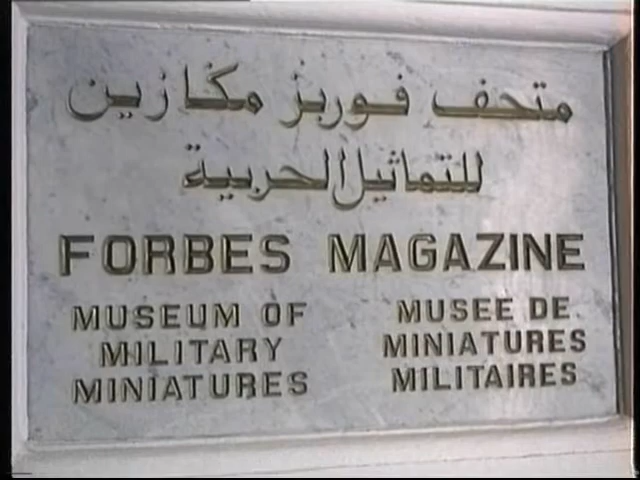 متحف فوربز مكازين
للتماثيل الحربية
FORBES MAGAZINE
MUSEUM OF
MILITARY
MINIATURES
MUSEE DE
MINIATURES
MILITAIRES